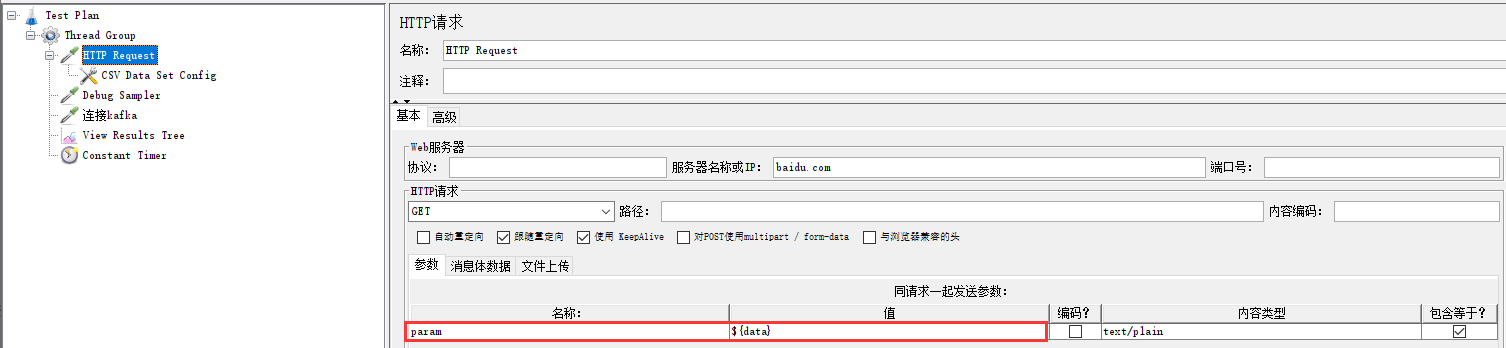 Test Plan
Thread Group
HTTP Request
CSV Data Set Config
Debug Sampler
连接kafka
View Results Tree
Constant Timer
HTTP请求
名称: HTTP Request
注释:
基本 高级
Web服务器
协议: 服务器名称或IP: baidu.com 端口号:
HTTP请求
GET 路径: 内容编码:
自动重定向 跟随重定向 使用 KeepAlive 对POST使用multipart / form-data 与浏览器兼容的头
参数 消息体数据 文件上传
同请求一起发送参数:
名称: 值 编码? 内容类型 包含等于?
param ${data} text/plain